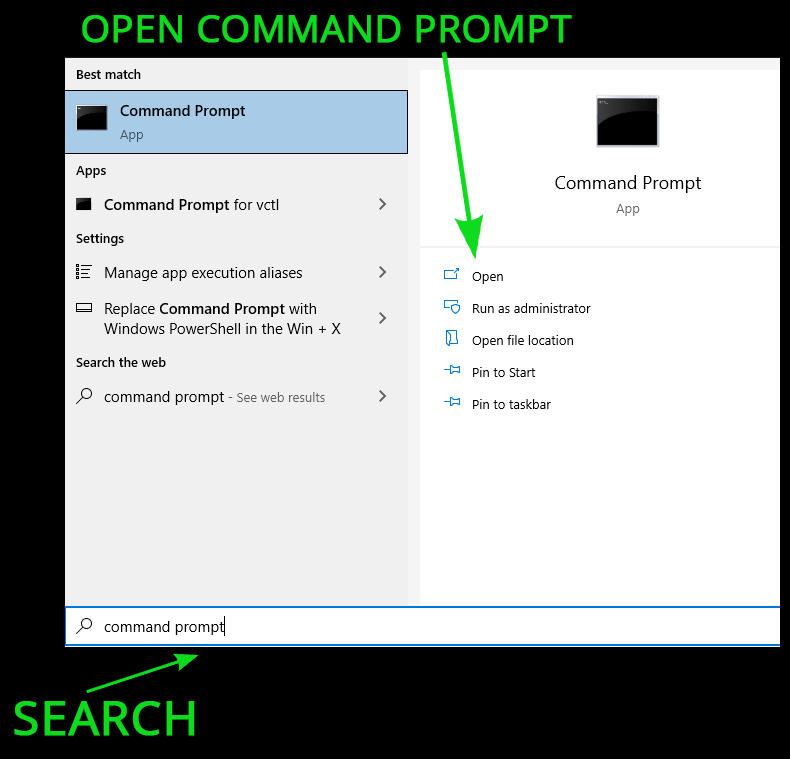 OPEN COMMAND PROMPT
Best match
Command Prompt
App
Apps
Command Prompt for vctl
Settings
Manage app execution aliases
Replace Command Prompt with
Windows PowerShell in the Win + X
Search the web
command prompt - See web results
Command Prompt
App
Open
Run as administrator
Open file location
Pin to Start
Pin to taskbar
command prompt
SEARCH